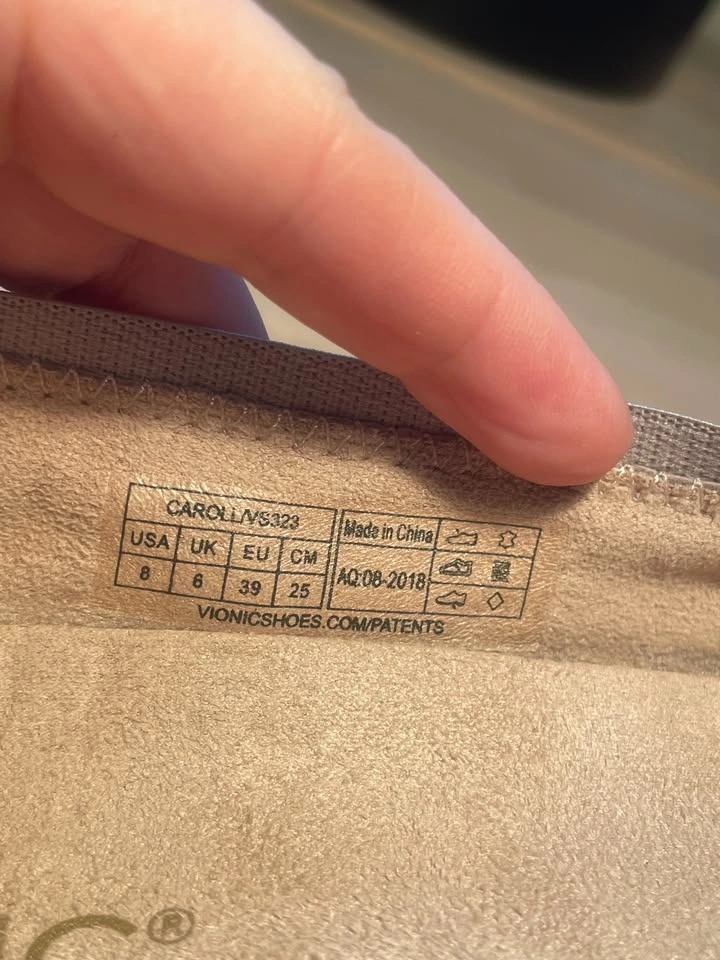 CAROLL/VS323
USA UK EU CM
8 6 39 25
Made in China
AQ:08-2018
VIONICSHOES.COM/PATENTS
IC®